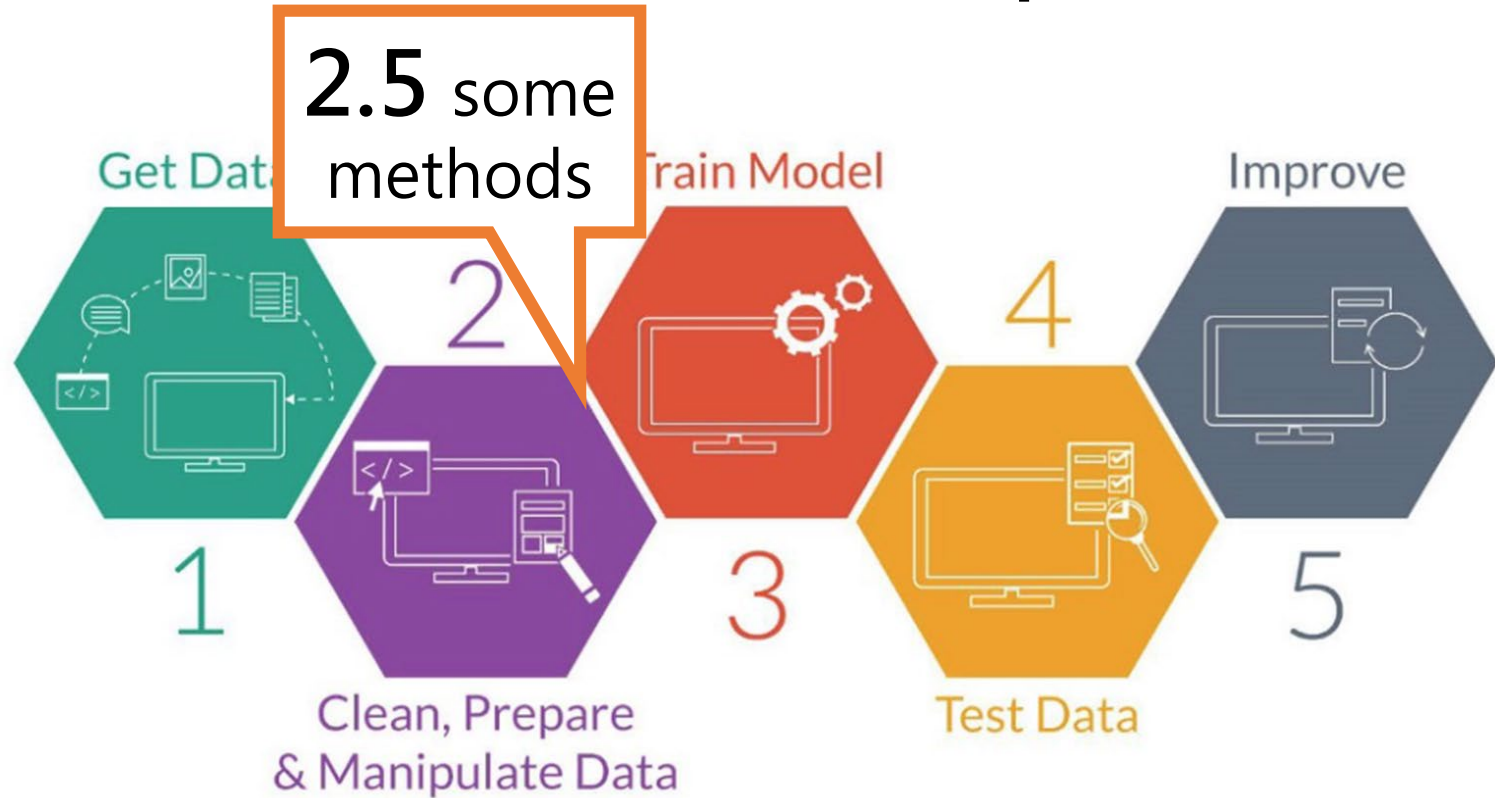 2.5 some
methods
Get Data
Train Model
Improve
2
4
</>
</>
1
3
5
Clean, Prepare
& Manipulate Data
Test Data